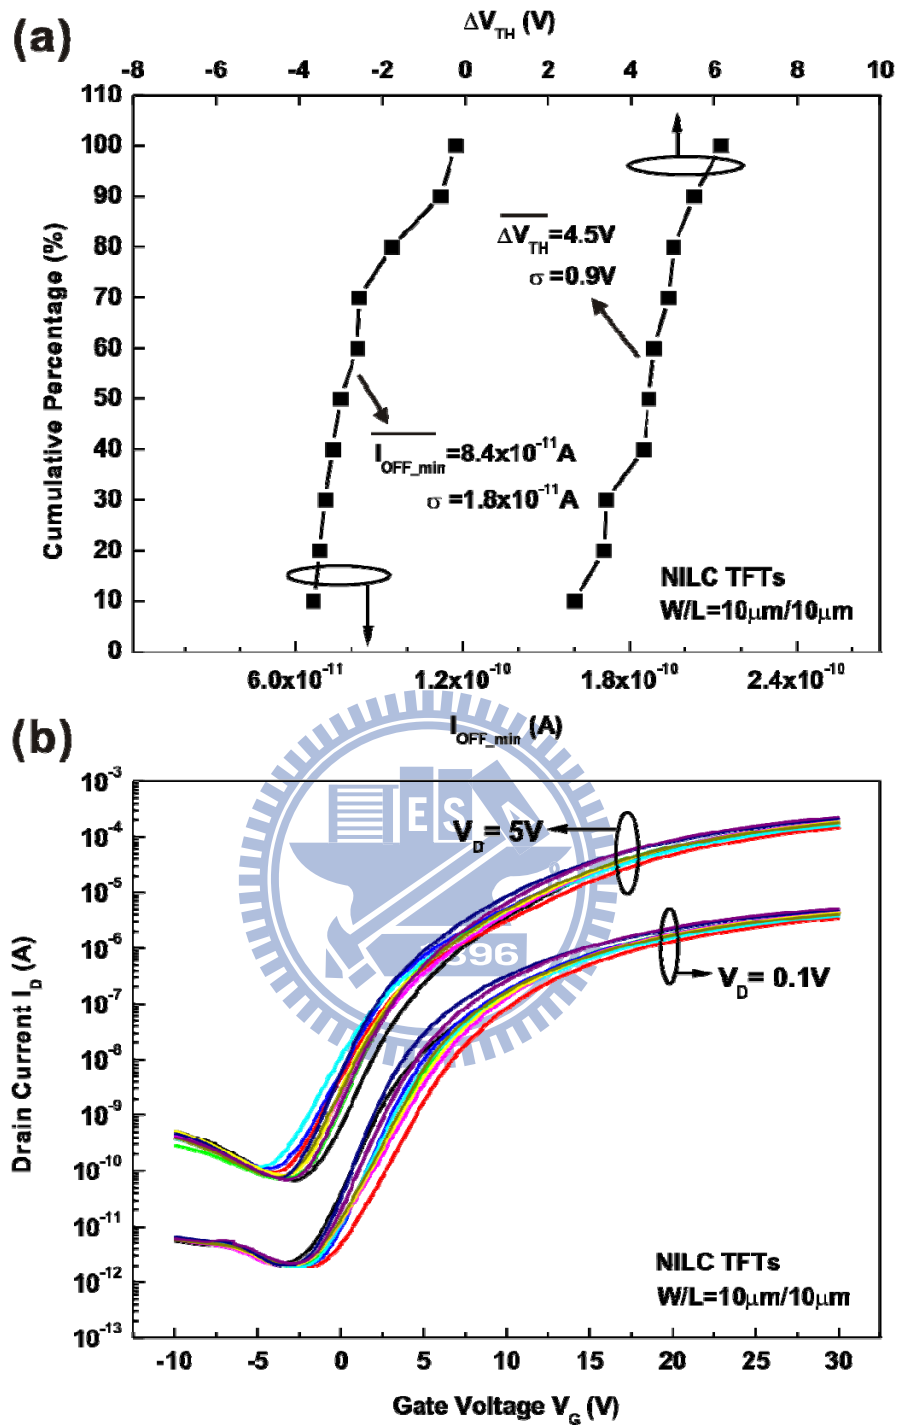 (a)
ΔV_TH (V)
-8 -6 -4 -2 0 2 4 6 8 10
110
100
90
80
70
60
50
40
30
20
10
0
Cumulative Percentage (%)
ΔV_TH=4.5V
σ=0.9V
I_OFF_min=8.4x10^-11A
σ=1.8x10^-11A
NILC TFTs
W/L=10μm/10μm
6.0x10^-11 1.2x10^-10 1.8x10^-10 2.4x10^-10
I_OFF_min (A)
(b)
10^-3
10^-4
10^-5
10^-6
10^-7
10^-8
10^-9
10^-10
10^-11
10^-12
10^-13
Drain Current I_D (A)
E S
V_D= 5V
896
V_D= 0.1V
NILC TFTs
W/L=10μm/10μm
-10 -5 0 5 10 15 20 25 30
Gate Voltage V_G (V)